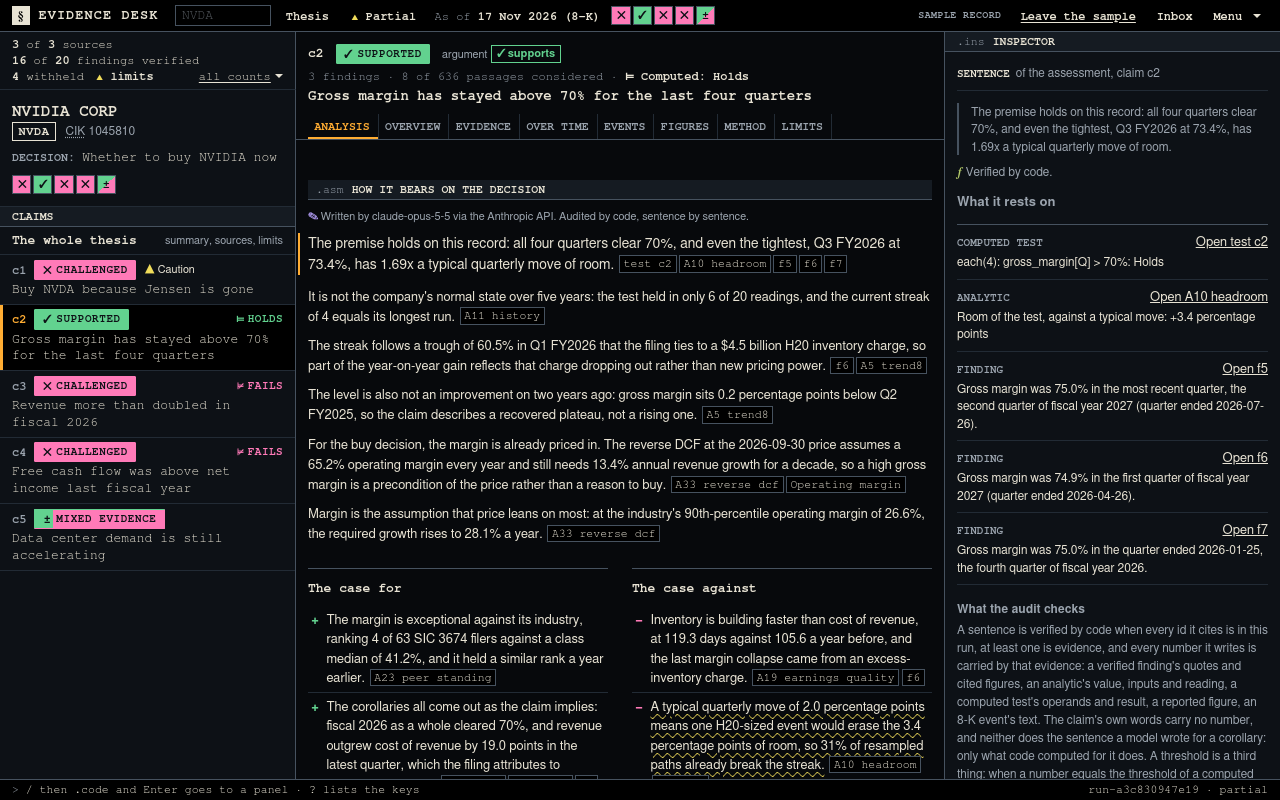 § EVIDENCE DESK NVDA Thesis ▲ Partial As of 17 Nov 2026 (8-K) ✕ ✓ ✕ ✕ ± SAMPLE RECORD Leave the sample Inbox Menu
3 of 3 sources
16 of 20 findings verified
4 withheld ▲ limits all counts
NVIDIA CORP
NVDA CIK 1045810
DECISION: Whether to buy NVIDIA now
✕ ✓ ✕ ✕ ±
CLAIMS
The whole thesis summary, sources, limits
c1 ✕ CHALLENGED ▲ Caution
Buy NVDA because Jensen is gone
c2 ✓ SUPPORTED ⊨ HOLDS
Gross margin has stayed above 70%
for the last four quarters
c3 ✕ CHALLENGED ⊭ FAILS
Revenue more than doubled in
fiscal 2026
c4 ✕ CHALLENGED ⊭ FAILS
Free cash flow was above net
income last fiscal year
c5 ± MIXED EVIDENCE
Data center demand is still
accelerating
c2 ✓ SUPPORTED argument ✓ supports
3 findings · 8 of 636 passages considered · ⊨ Computed: Holds
Gross margin has stayed above 70% for the last four quarters
ANALYSIS OVERVIEW EVIDENCE OVER TIME EVENTS FIGURES METHOD LIMITS
.asm HOW IT BEARS ON THE DECISION
✎ Written by claude-opus-5-5 via the Anthropic API. Audited by code, sentence by sentence.
The premise holds on this record: all four quarters clear 70%, and even the tightest, Q3 FY2026 at
73.4%, has 1.69x a typical quarterly move of room. test c2 A10 headroom f5 f6 f7
It is not the company's normal state over five years: the test held in only 6 of 20 readings, and the current streak
of 4 equals its longest run. A11 history
The streak follows a trough of 60.5% in Q1 FY2026 that the filing ties to a $4.5 billion H20 inventory charge, so
part of the year-on-year gain reflects that charge dropping out rather than new pricing power. f6 A5 trend8
The level is also not an improvement on two years ago: gross margin sits 0.2 percentage points below Q2
FY2025, so the claim describes a recovered plateau, not a rising one. A5 trend8
For the buy decision, the margin is already priced in. The reverse DCF at the 2026-09-30 price assumes a
65.2% operating margin every year and still needs 13.4% annual revenue growth for a decade, so a high gross
margin is a precondition of the price rather than a reason to buy. A33 reverse dcf Operating margin
Margin is the assumption that price leans on most: at the industry's 90th-percentile operating margin of 26.6%,
the required growth rises to 28.1% a year. A33 reverse dcf
The case for
+ The margin is exceptional against its industry,
ranking 4 of 63 SIC 3674 filers against a class
median of 41.2%, and it held a similar rank a year
earlier. A23 peer standing
+ The corollaries all come out as the claim implies:
fiscal 2026 as a whole cleared 70%, and revenue
outgrew cost of revenue by 19.0 points in the
latest quarter, which the filing attributes to
The case against
− Inventory is building faster than cost of revenue,
at 119.3 days against 105.6 a year before, and
the last margin collapse came from an excess-
inventory charge. A19 earnings quality f6
− A typical quarterly move of 2.0 percentage points
means one H20-sized event would erase the 3.4
percentage points of room, so 31% of resampled
paths already break the streak. A10 headroom
.ins INSPECTOR
SENTENCE of the assessment, claim c2
The premise holds on this record: all four quarters clear
70%, and even the tightest, Q3 FY2026 at 73.4%, has
1.69x a typical quarterly move of room.
ƒ Verified by code.
What it rests on
COMPUTED TEST Open test c2
each(4): gross_margin[Q] > 70%: Holds
ANALYTIC Open A10 headroom
Room of the test, against a typical move: +3.4 percentage
points
FINDING Open f5
Gross margin was 75.0% in the most recent quarter, the
second quarter of fiscal year 2027 (quarter ended 2026-07-
26).
FINDING Open f6
Gross margin was 74.9% in the first quarter of fiscal year
2027 (quarter ended 2026-04-26).
FINDING Open f7
Gross margin was 75.0% in the quarter ended 2026-01-25,
the fourth quarter of fiscal year 2026.
What the audit checks
A sentence is verified by code when every id it cites is in this
run, at least one is evidence, and every number it writes is
carried by that evidence: a verified finding's quotes and
cited figures, an analytic's value, inputs and reading, a
computed test's operands and result, a reported figure, an
8-K event's text. The claim's own words carry no number,
and neither does the sentence a model wrote for a corollary:
only what code computed for it does. A threshold is a third
thing: when a number equals the threshold of a computed
> / then .code and Enter goes to a panel · ? lists the keys run-a3c830947e19 · partial